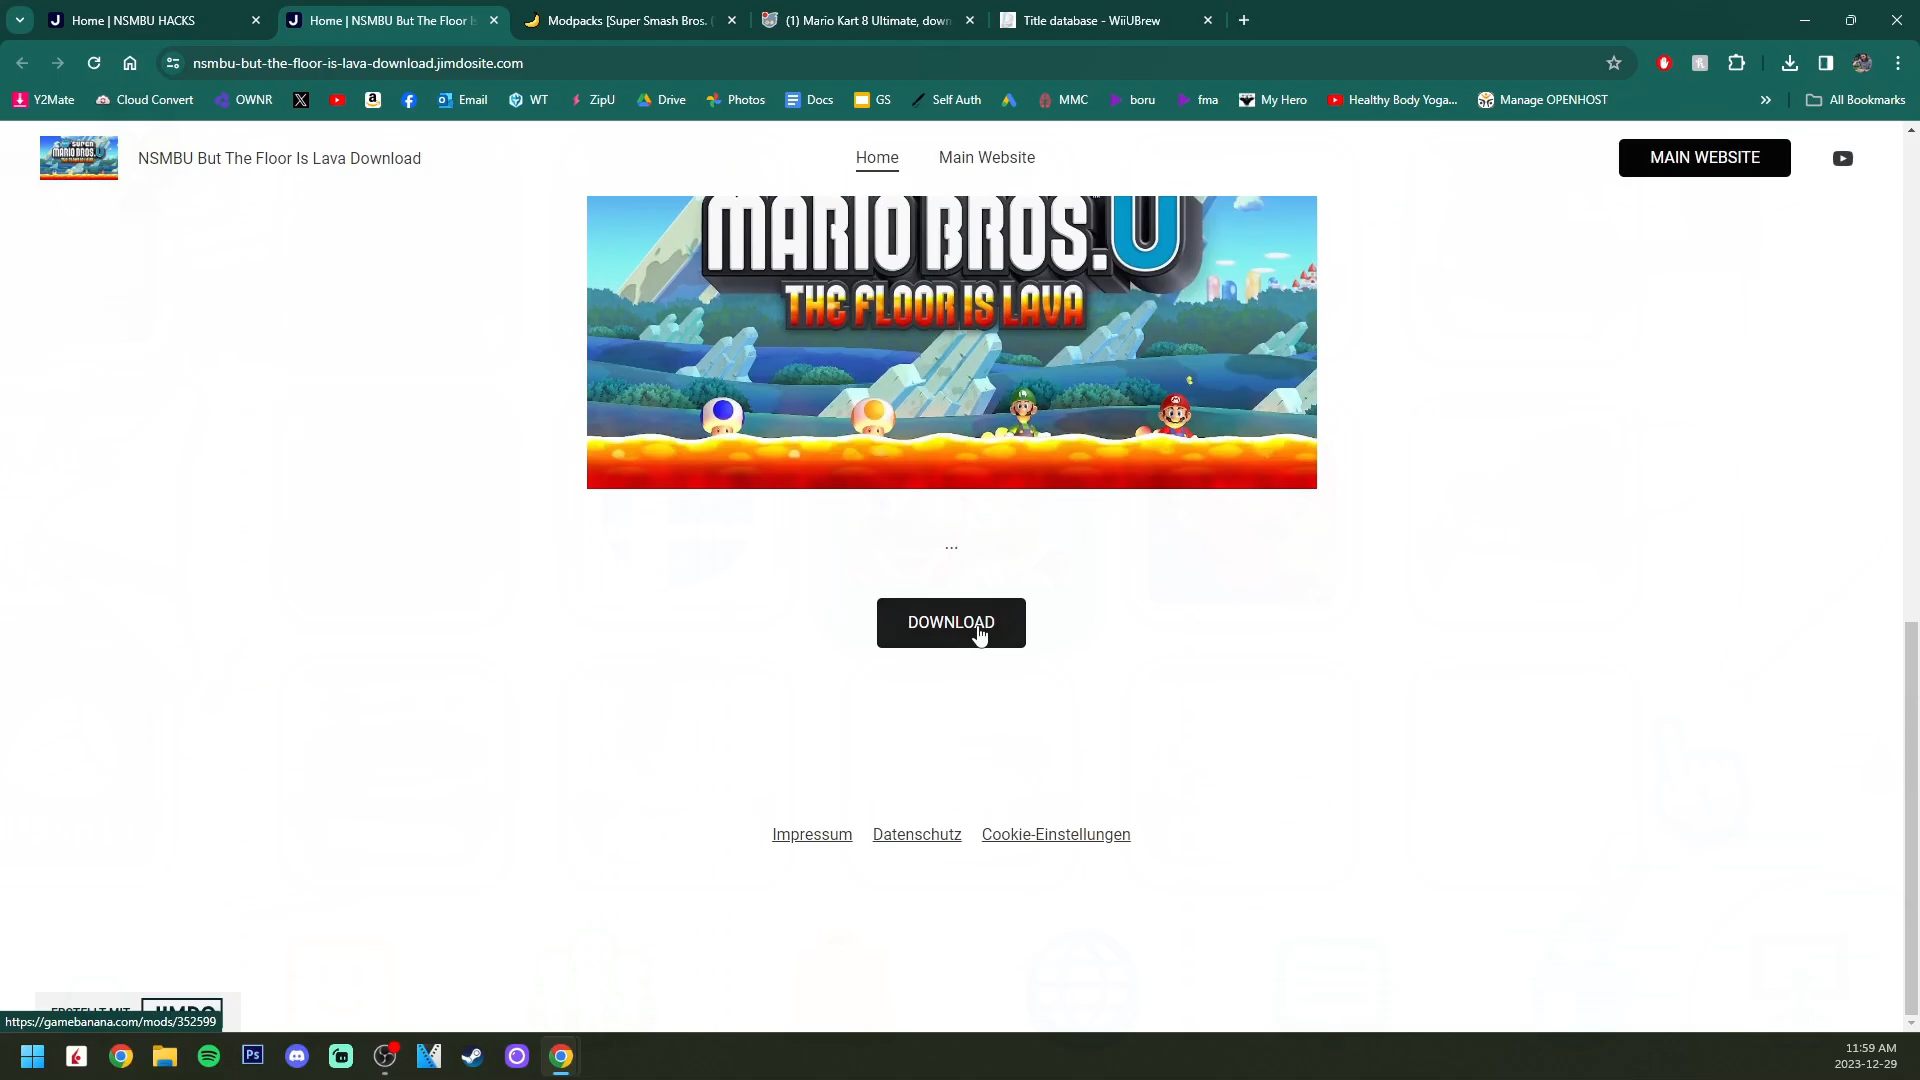 Home | NSMBU HACKS
Home | NSMBU But The Floor I
Modpacks [Super Smash Bros. (
(1) Mario Kart 8 Ultimate, down
Title database - WiiUBrew
nsmbu-but-the-floor-is-lava-download.jimdosite.com
Y2Mate
Cloud Convert
OWNR
Email
WT
ZipU
Drive
Photos
Docs
GS
Self Auth
MMC
boru
fma
My Hero
Healthy Body Yoga...
Manage OPENHOST
All Bookmarks
NSMBU But The Floor Is Lava Download
Home
Main Website
MAIN WEBSITE
MARIO BROS. U
THE FLOOR IS LAVA
...
DOWNLOAD
Impressum
Datenschutz
Cookie-Einstellungen
ERSTELLT MIT JIMDO
https://gamebanana.com/mods/352599
Ps
11:59 AM
2023-12-29